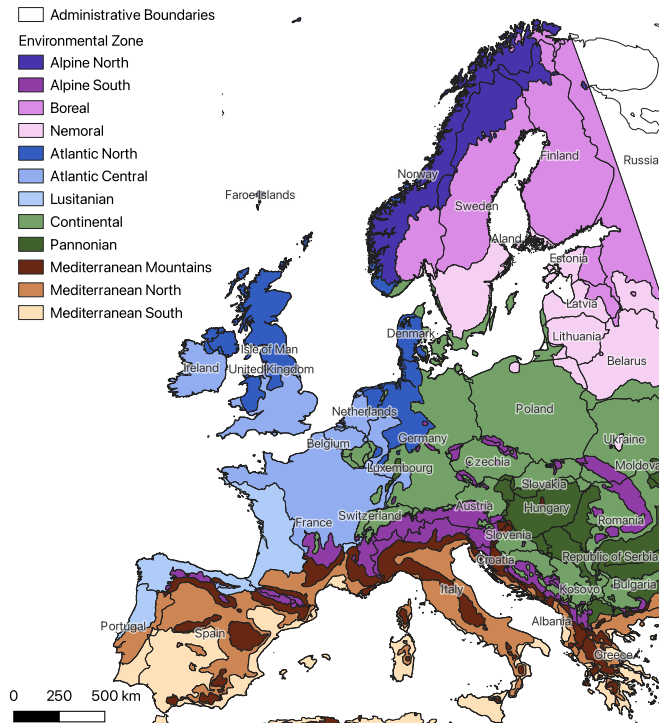 Administrative Boundaries
Environmental Zone
Alpine North
Alpine South
Boreal
Nemoral
Atlantic North
Atlantic Central
Lusitanian
Continental
Pannonian
Mediterranean Mountains
Mediterranean North
Mediterranean South
Finland
Russia
Norway
Faroe Islands
Sweden
Aland
Estonia
Latvia
Denmark
Lithuania
Isle of Man
Ireland
United Kingdom
Belarus
Netherlands
Poland
Belgium
Germany
Ukraine
Czechia
Luxembourg
Moldova
Slovakia
Austria
Hungary
Switzerland
France
Romania
Slovenia
Croatia
Republic of Serbia
Italy
Kosovo
Bulgaria
Portugal
Spain
Albania
Greece
0 250 500 km